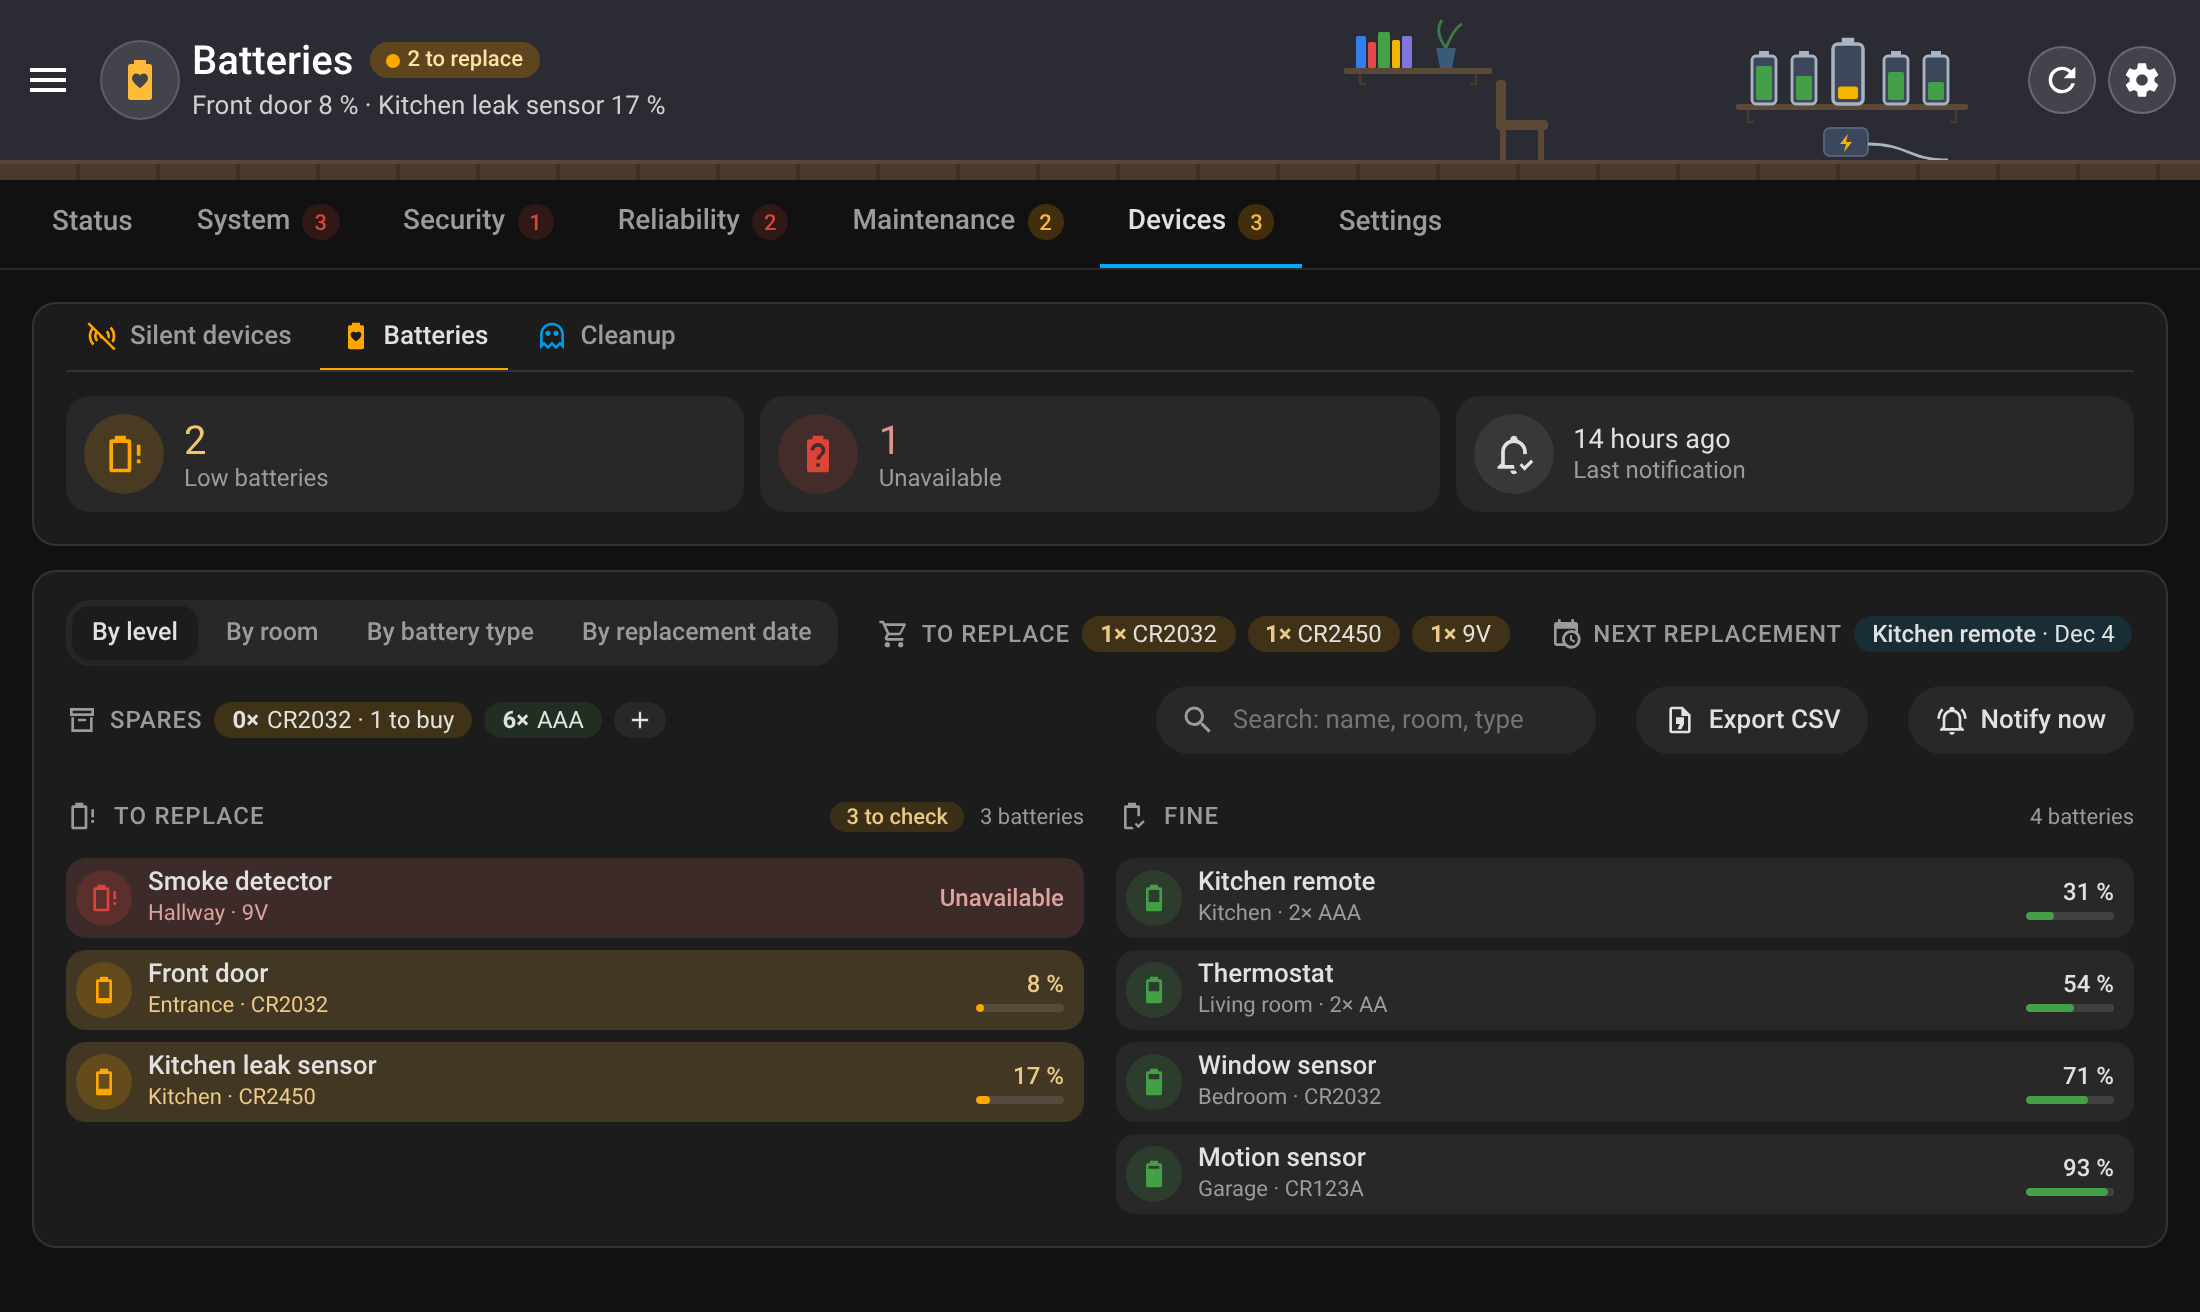 Batteries
2 to replace
Front door 8 % · Kitchen leak sensor 17 %
Status
System 3
Security 1
Reliability 2
Maintenance 2
Devices 3
Settings
Silent devices
Batteries
Cleanup
2
Low batteries
1
Unavailable
14 hours ago
Last notification
By level
By room
By battery type
By replacement date
TO REPLACE 1× CR2032 1× CR2450 1× 9V
NEXT REPLACEMENT Kitchen remote · Dec 4
SPARES 0× CR2032 · 1 to buy 6× AAA +
Search: name, room, type
Export CSV
Notify now
TO REPLACE 3 to check 3 batteries
Smoke detector
Hallway · 9V
Unavailable
Front door
Entrance · CR2032
8 %
Kitchen leak sensor
Kitchen · CR2450
17 %
FINE 4 batteries
Kitchen remote
Kitchen · 2× AAA
31 %
Thermostat
Living room · 2× AA
54 %
Window sensor
Bedroom · CR2032
71 %
Motion sensor
Garage · CR123A
93 %